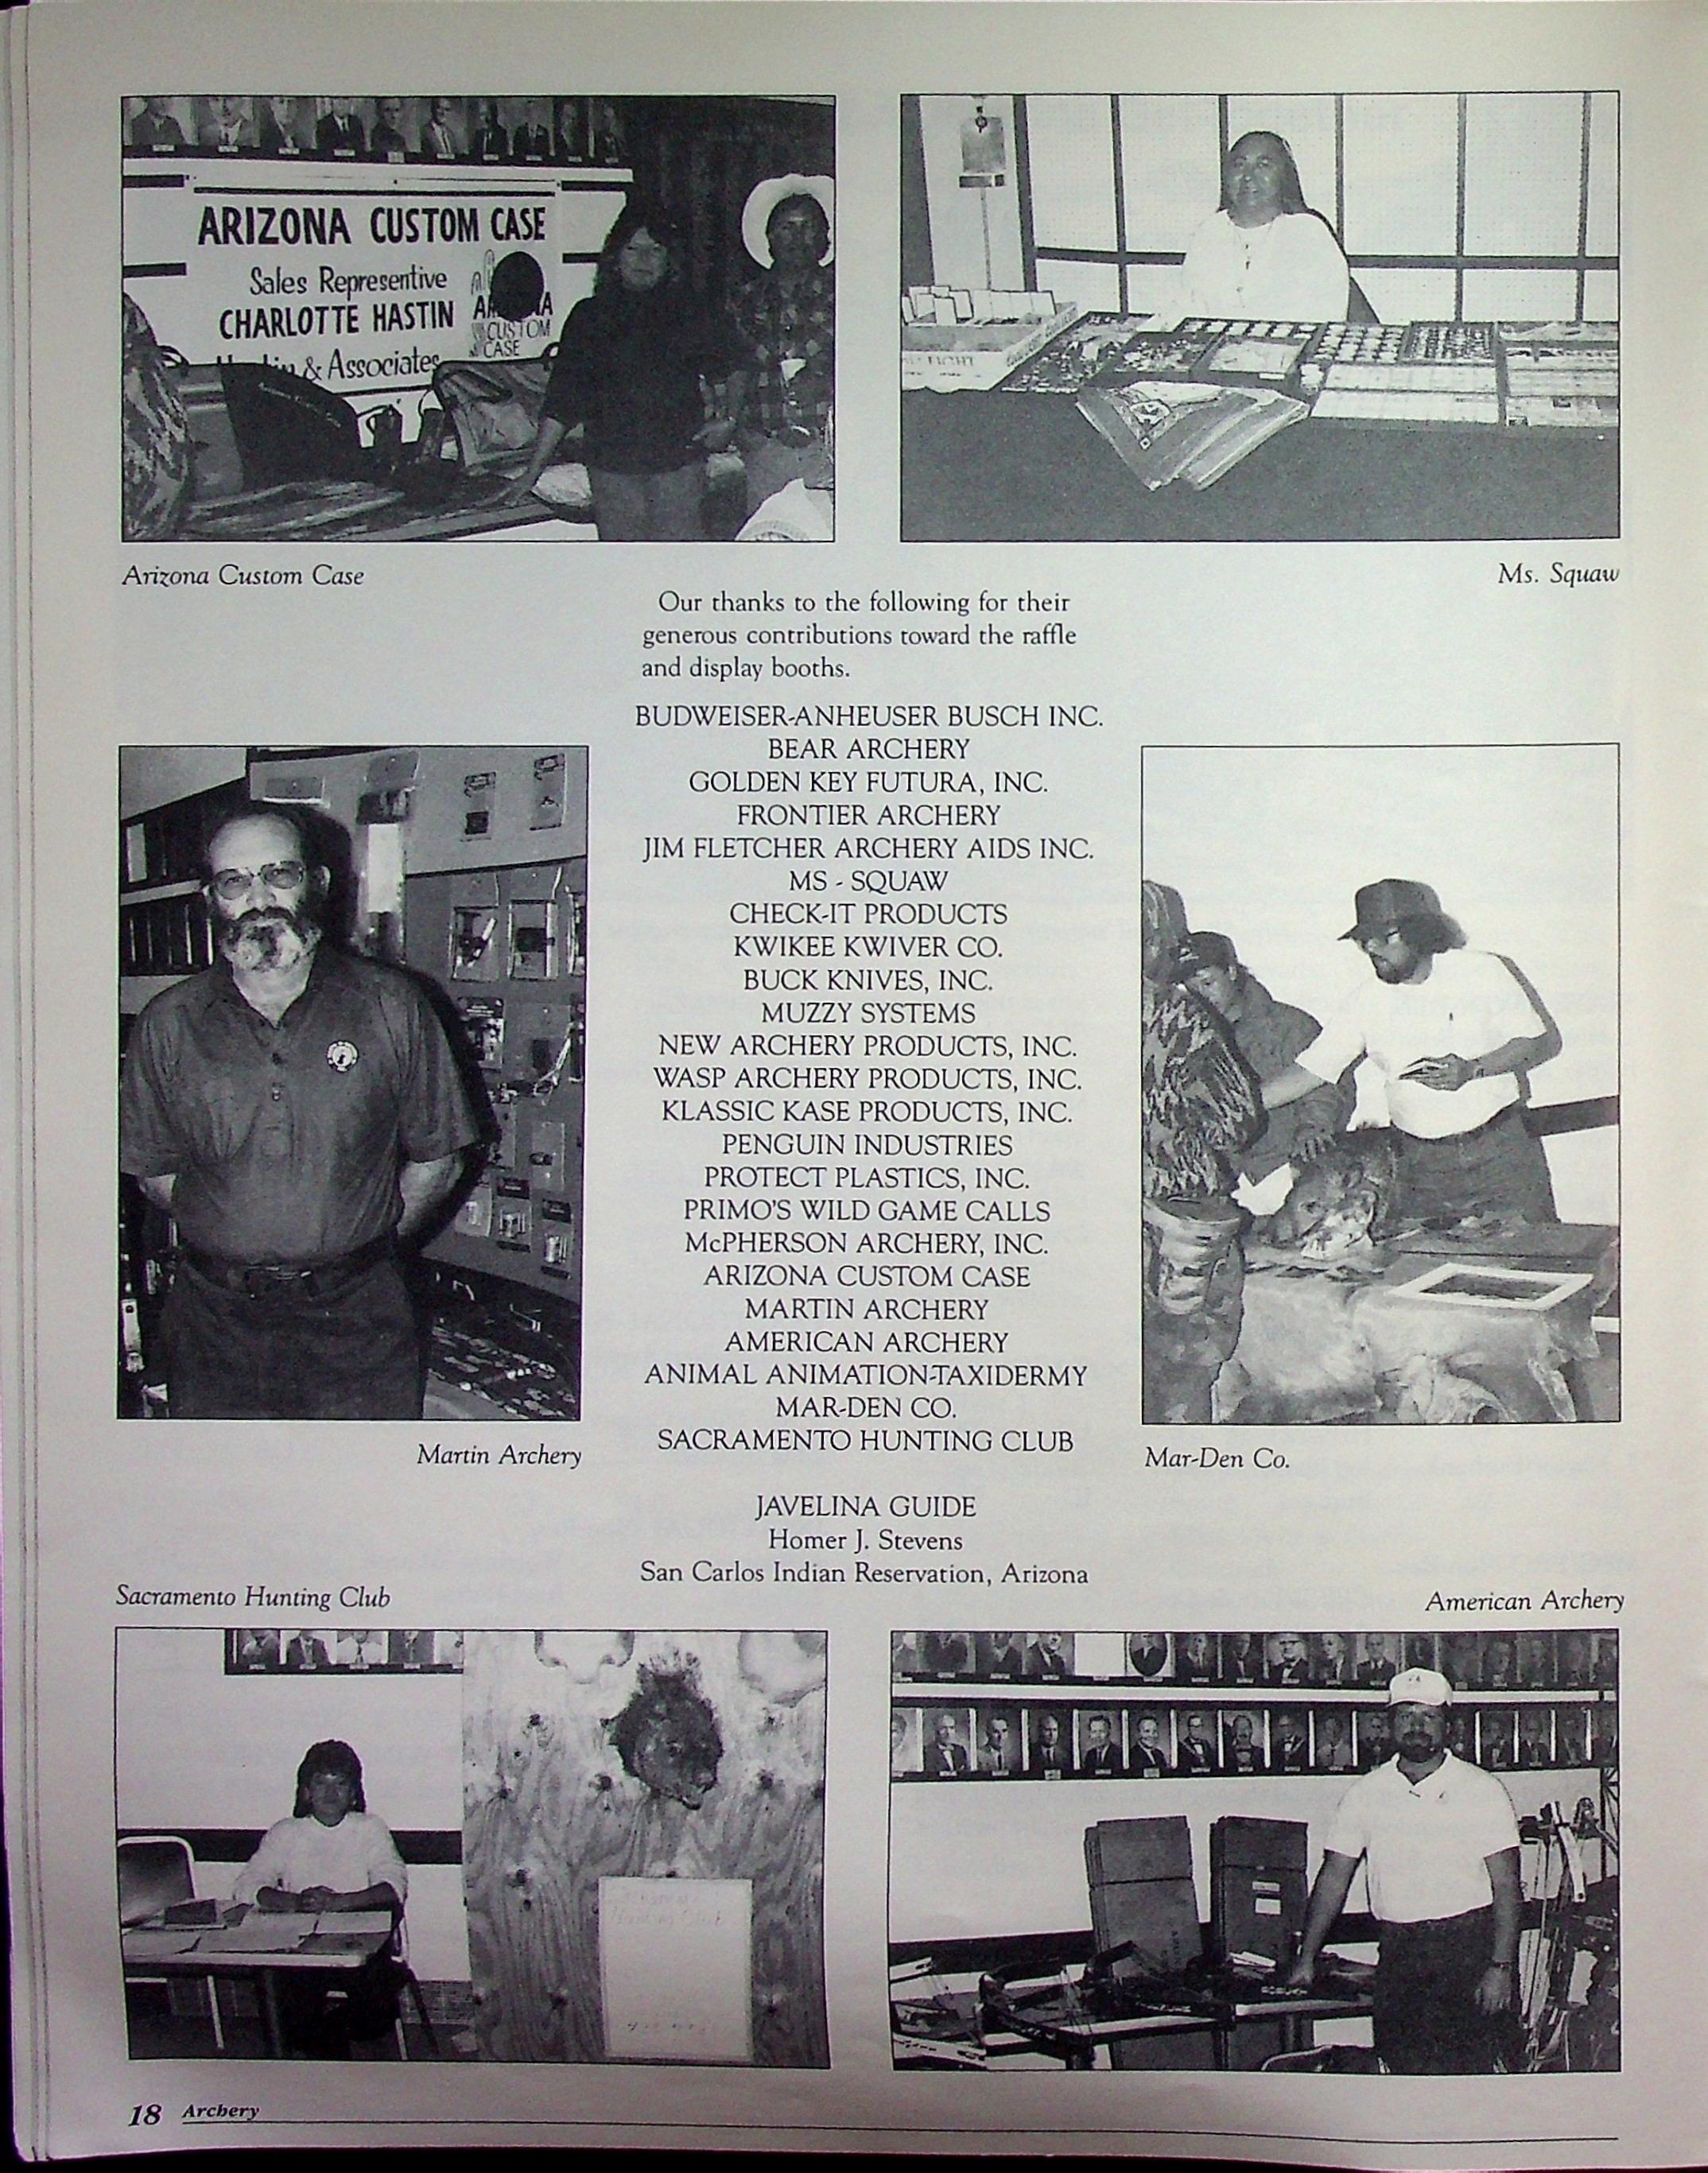 ARIZONA CUSTOM CASE
Sales Representive
CHARLOTTE HASTIN
& Associates
CUSTOM
CASE
Arizona Custom Case
Ms. Squaw
Our thanks to the following for their
generous contributions toward the raffle
and display booths.
BUDWEISER-ANHEUSER BUSCH INC.
BEAR ARCHERY
GOLDEN KEY FUTURA, INC.
FRONTIER ARCHERY
JIM FLETCHER ARCHERY AIDS INC.
MS - SQUAW
CHECK-IT PRODUCTS
KWIKEE KWIVER CO.
BUCK KNIVES, INC.
MUZZY SYSTEMS
NEW ARCHERY PRODUCTS, INC.
WASP ARCHERY PRODUCTS, INC.
KLASSIC KASE PRODUCTS, INC.
PENGUIN INDUSTRIES
PROTECT PLASTICS, INC.
PRIMO'S WILD GAME CALLS
McPHERSON ARCHERY, INC.
ARIZONA CUSTOM CASE
MARTIN ARCHERY
AMERICAN ARCHERY
ANIMAL ANIMATION-TAXIDERMY
MAR-DEN CO.
SACRAMENTO HUNTING CLUB
Martin Archery
Mar-Den Co.
JAVELINA GUIDE
Homer J. Stevens
San Carlos Indian Reservation, Arizona
Sacramento Hunting Club
American Archery
18 Archery